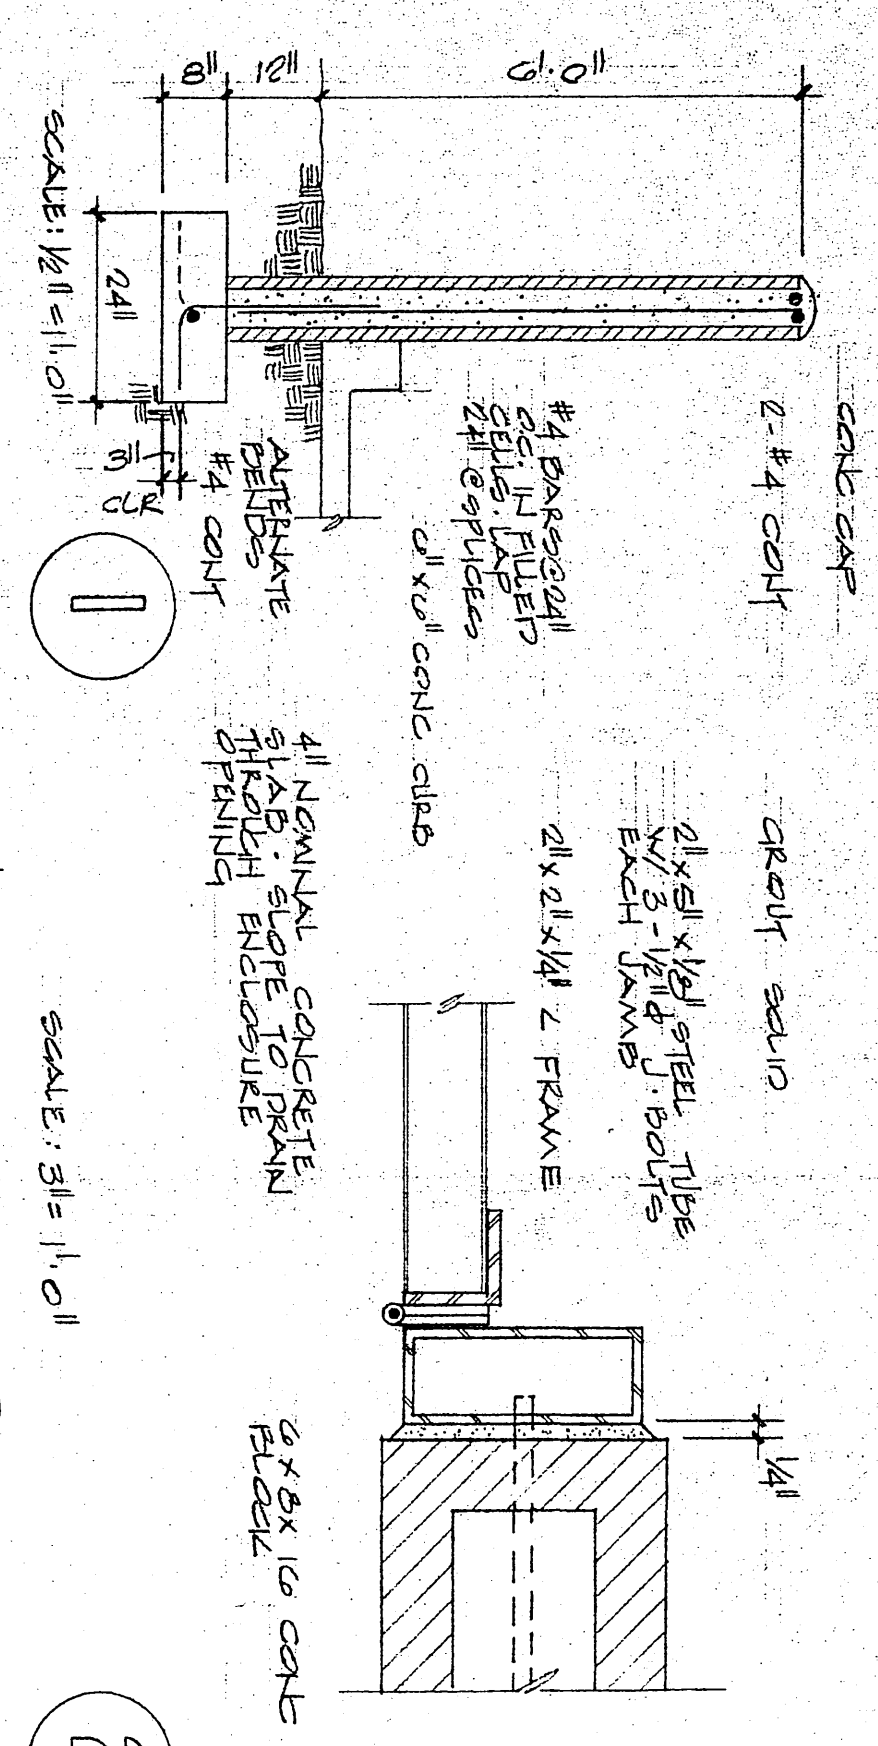 CONC CAP
2-#4 CONT
#4 BARS@24"
O.C. IN FILLED
CELLS. LAP
24" @ SPLICES
6" x 6" CONC CURB
ALTERNATE
BENDS
#4 CONT
6'-0"
12"
8"
24"
3"
CLR
SCALE: 1/2" = 1'-0"
1
GROUT SOLID
2" x 5" x 1/8" STEEL TUBE
W/ 3-1/2" Ø J-BOLTS
EACH JAMB
2" x 2" x 1/4" L FRAME
4" NOMINAL CONCRETE
SLAB. SLOPE TO DRAIN
THROUGH ENCLOSURE
OPENING
1/4"
6 x 8 x 16 CONC
BLOCK
SCALE: 3" = 1'-0"